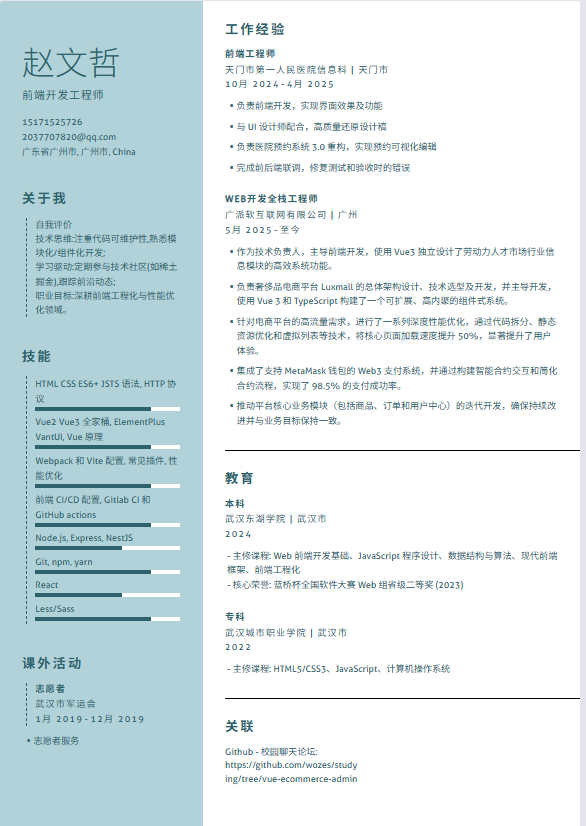 赵文哲
前端开发工程师
15171525726
2037707820@qq.com
广东省广州市, 广州市, China
关于我
自我评价
技术思维:注重代码可维护性,熟悉模
块化/组件化开发;
学习驱动:定期参与技术社区(如稀土
掘金),跟踪前沿动态;
职业目标:深耕前端工程化与性能优
化领域。
技能
HTML CSS ES6+ JSTS 语法, HTTP 协
议
Vue2 Vue3 全家桶, ElementPlus
VantUI, Vue 原理
Webpack 和 Vite 配置, 常见插件, 性
能优化
前端 CI/CD 配置, Gitlab CI 和
GitHub actions
Node.js, Express, NestJS
Git, npm, yarn
React
Less/Sass
课外活动
志愿者
武汉市军运会
1月 2019 - 12月 2019
▪ 志愿者服务
工作经验
前端工程师
天门市第一人民医院信息科 | 天门市
10月 2024 - 4月 2025
▪ 负责前端开发，实现界面效果及功能
▪ 与 UI 设计师配合，高质量还原设计稿
▪ 负责医院预约系统 3.0 重构，实现预约可视化编辑
▪ 完成前后端联调，修复测试和验收时的错误
WEB开发全栈工程师
广派软互联网有限公司 | 广州
5月 2025 - 至今
▪ 作为技术负责人，主导前端开发，使用 Vue3 独立设计了劳动力人才市场行业信
息模块的高效系统功能。
▪ 负责奢侈品电商平台 Luxmall 的总体架构设计、技术选型及开发，并主导开发，
使用 Vue 3 和 TypeScript 构建了一个可扩展、高内聚的组件式系统。
▪ 针对电商平台的高流量需求，进行了一系列深度性能优化，通过代码拆分、静态
资源优化和虚拟列表等技术，将核心页面加载速度提升 50%，显著提升了用户
体验。
▪ 集成了支持 MetaMask 钱包的 Web3 支付系统，并通过构建智能合约交互和简化
合约流程，实现了 98.5% 的支付成功率。
▪ 推动平台核心业务模块（包括商品、订单和用户中心）的迭代开发，确保持续改
进并与业务目标保持一致。
教育
本科
武汉东湖学院 | 武汉市
2024
- 主修课程: Web 前端开发基础、JavaScript 程序设计、数据结构与算法、现代前端
框架、前端工程化
- 核心荣誉: 蓝桥杯全国软件大赛 Web 组省级二等奖 (2023)
专科
武汉城市职业学院 | 武汉市
2022
- 主修课程: HTML5/CSS3、JavaScript、计算机操作系统
关联
Github - 校园聊天论坛:
https://github.com/wozes/study
ing/tree/vue-ecommerce-admin